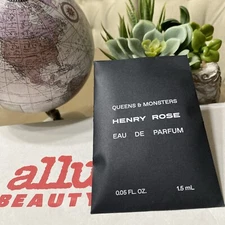 QUEENS & MONSTERS
HENRY ROSE
EAU DE PARFUM
0.05 FL. OZ. 1.5 mL
allu
BEAUTY